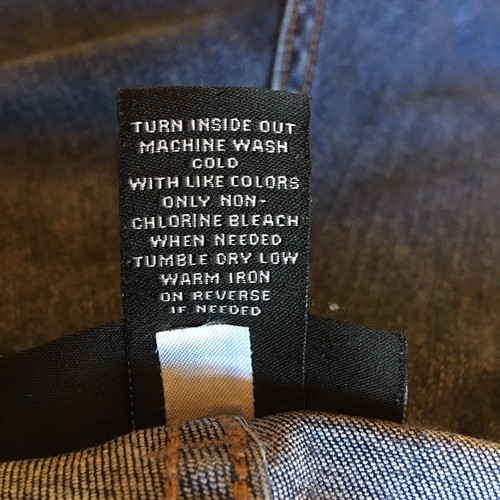 TURN INSIDE OUT
MACHINE WASH
COLD
WITH LIKE COLORS
ONLY NON-
CHLORINE BLEACH
WHEN NEEDED
TUMBLE DRY LOW
WARM IRON
ON REVERSE
IF NEEDED